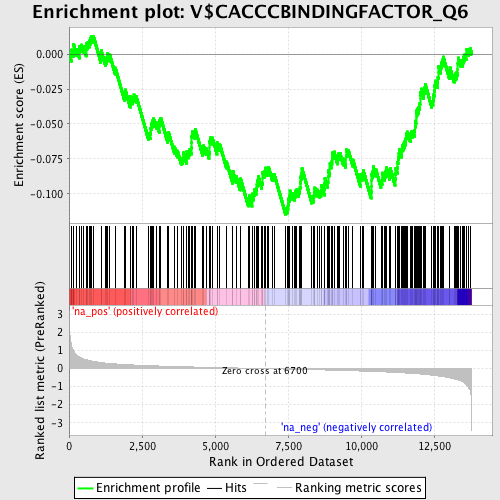 Enrichment plot: V$CACCCBINDINGFACTOR_Q6
Enrichment score (ES)
0.000
-0.025
-0.050
-0.075
-0.100
'na_pos' (positively correlated)
Ranked list metric (PreRanked)
3
2
1
0
-1
-2
-3
Zero cross at 6700
'na_neg' (negatively correlated)
0
2,500
5,000
7,500
10,000
12,500
Rank in Ordered Dataset
Enrichment profile
Hits
Ranking metric scores